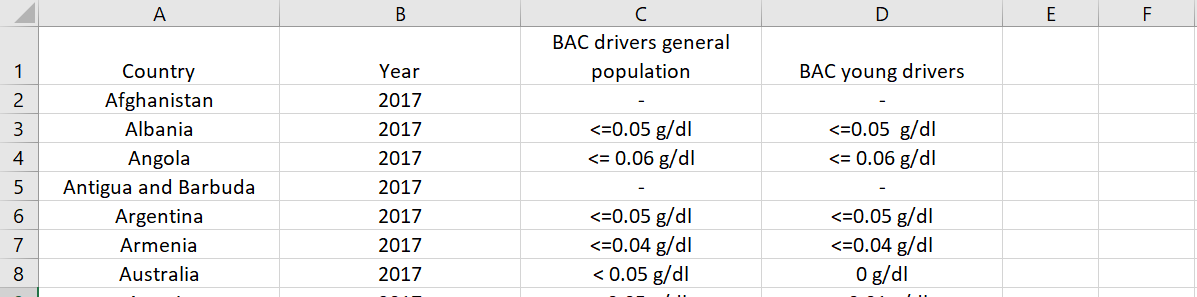 A B C D E F
1 Country Year BAC drivers general population BAC young drivers
2 Afghanistan 2017 - -
3 Albania 2017 <=0.05 g/dl <=0.05  g/dl
4 Angola 2017 <= 0.06 g/dl <= 0.06 g/dl
5 Antigua and Barbuda 2017 - -
6 Argentina 2017 <=0.05 g/dl <=0.05 g/dl
7 Armenia 2017 <=0.04 g/dl <=0.04 g/dl
8 Australia 2017 < 0.05 g/dl 0 g/dl